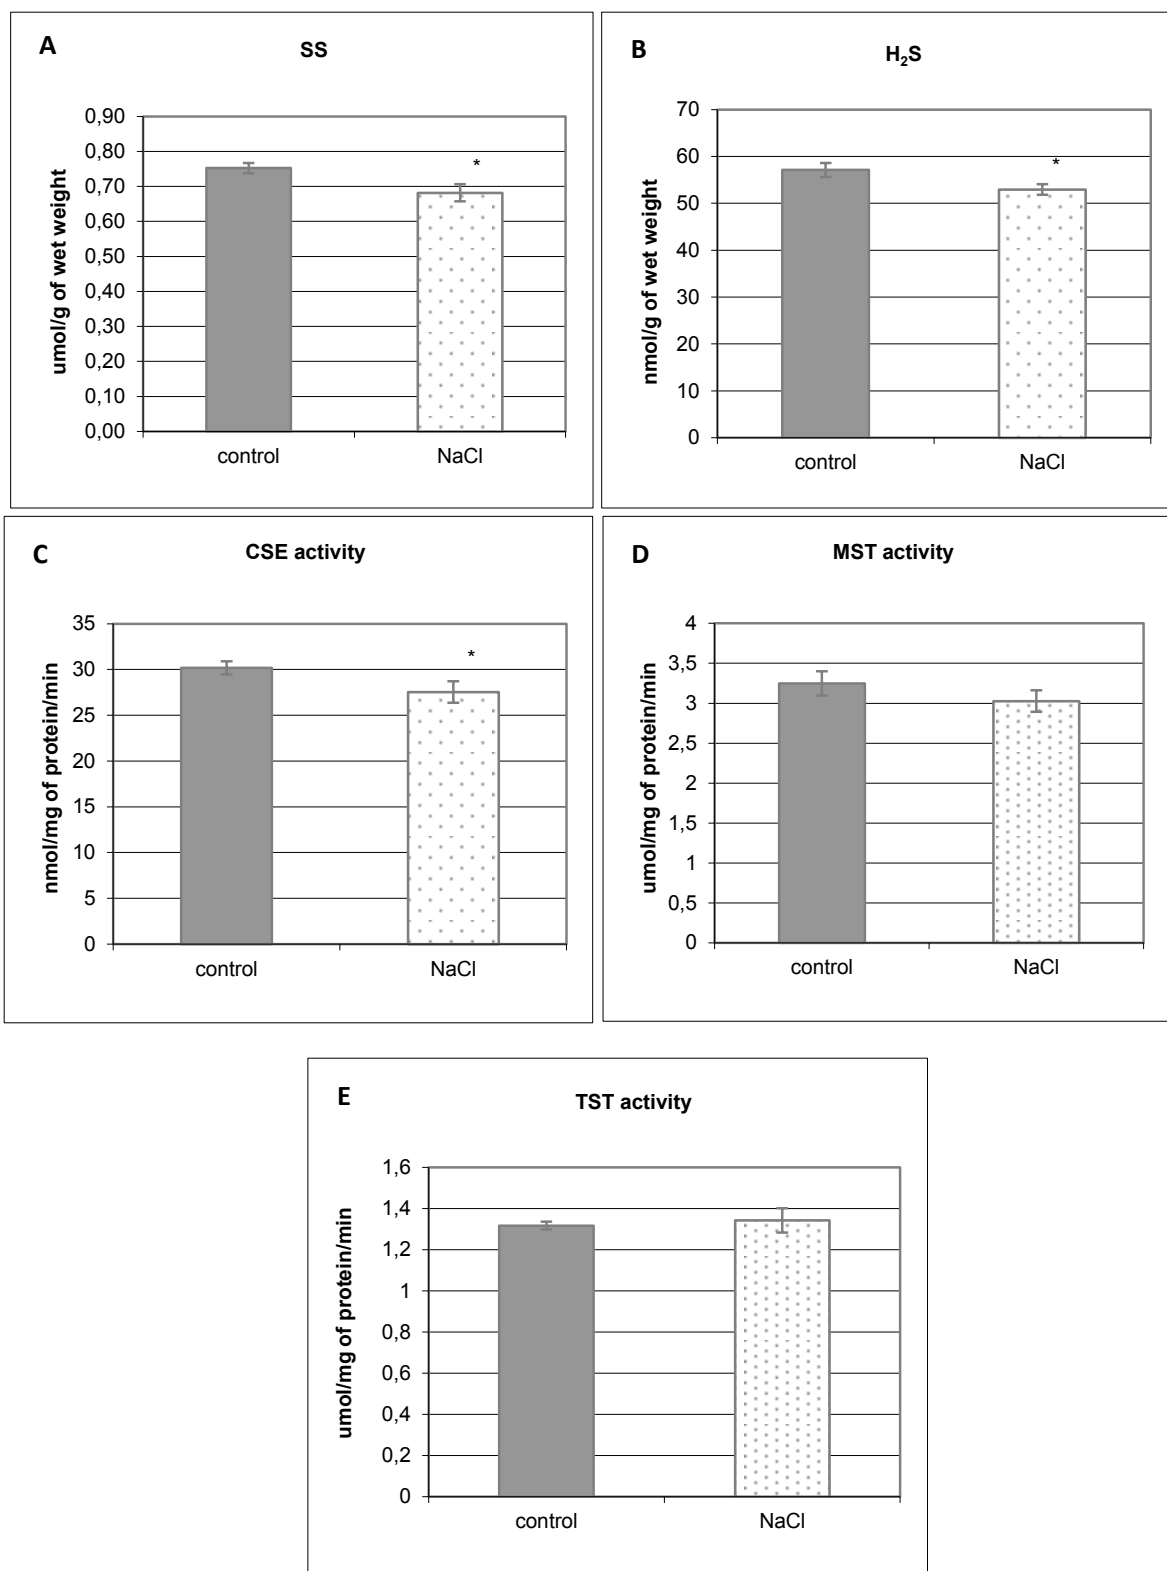 A
SS
0,90
0,80
0,70
0,60
0,50
0,40
0,30
0,20
0,10
0,00
umol/g of wet weight
*
control
NaCl
B
H₂S
70
60
50
40
30
20
10
0
nmol/g of wet weight
*
control
NaCl
C
CSE activity
35
30
25
20
15
10
5
0
nmol/mg of protein/min
*
control
NaCl
D
MST activity
4
3,5
3
2,5
2
1,5
1
0,5
0
umol/mg of protein/min
control
NaCl
E
TST activity
1,6
1,4
1,2
1
0,8
0,6
0,4
0,2
0
umol/mg of protein/min
control
NaCl